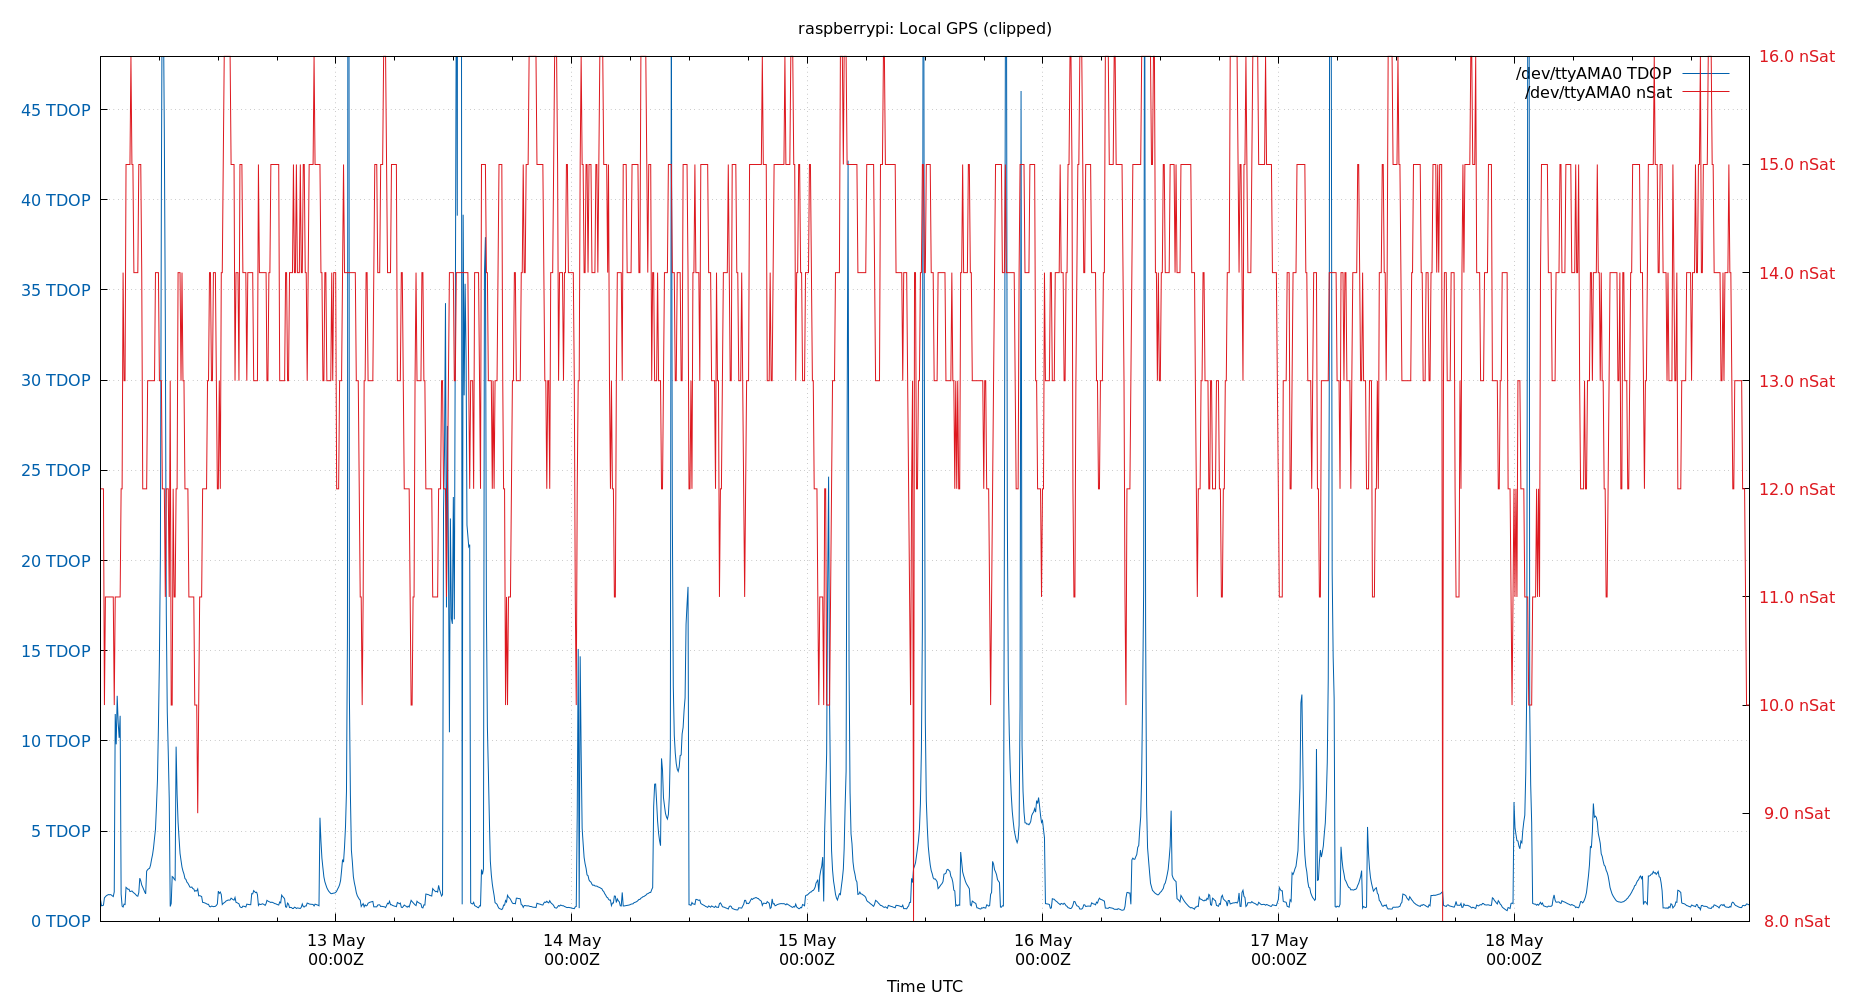 raspberrypi: Local GPS (clipped)
/dev/ttyAMA0 TDOP
/dev/ttyAMA0 nSat
45 TDOP
40 TDOP
35 TDOP
30 TDOP
25 TDOP
20 TDOP
15 TDOP
10 TDOP
5 TDOP
0 TDOP
16.0 nSat
15.0 nSat
14.0 nSat
13.0 nSat
12.0 nSat
11.0 nSat
10.0 nSat
9.0 nSat
8.0 nSat
13 May
00:00Z
14 May
00:00Z
15 May
00:00Z
16 May
00:00Z
17 May
00:00Z
18 May
00:00Z
Time UTC